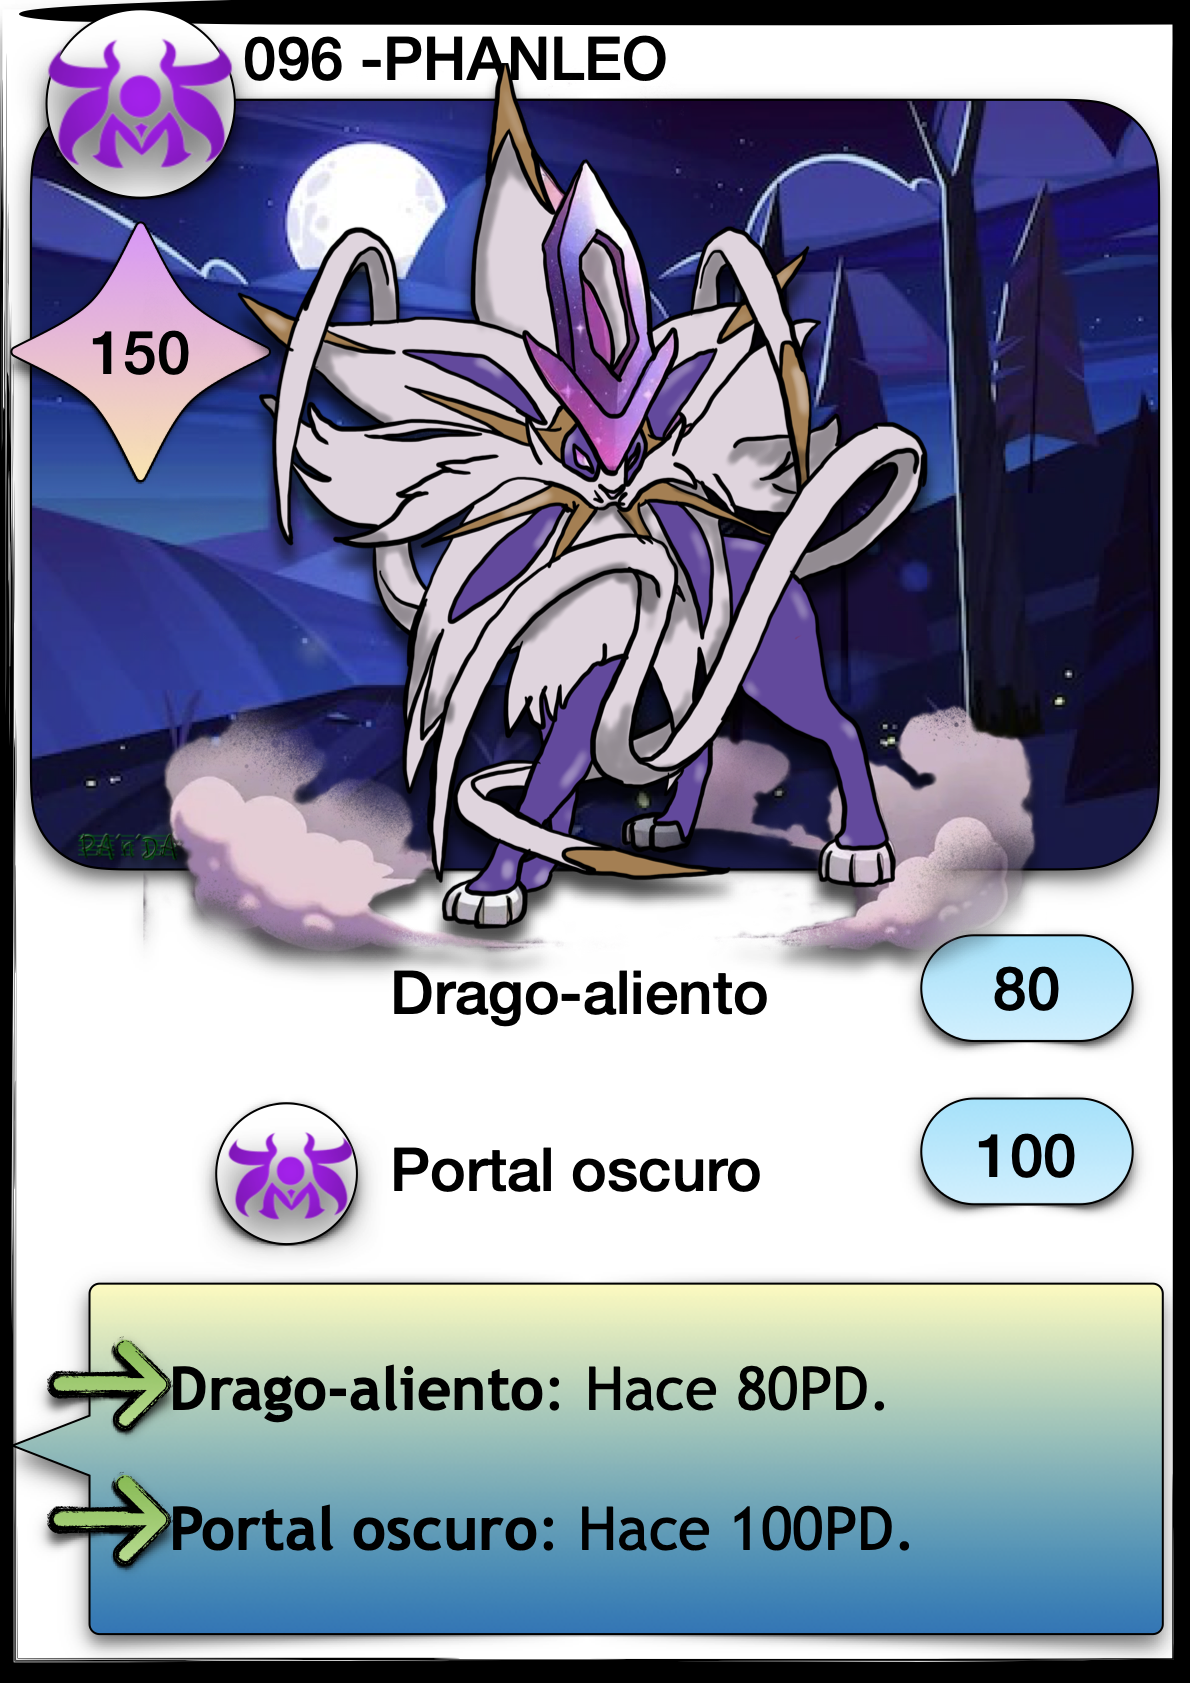 096 -PHANLEO
150
Drago-aliento
80
Portal oscuro
100
Drago-aliento: Hace 80PD.
Portal oscuro: Hace 100PD.